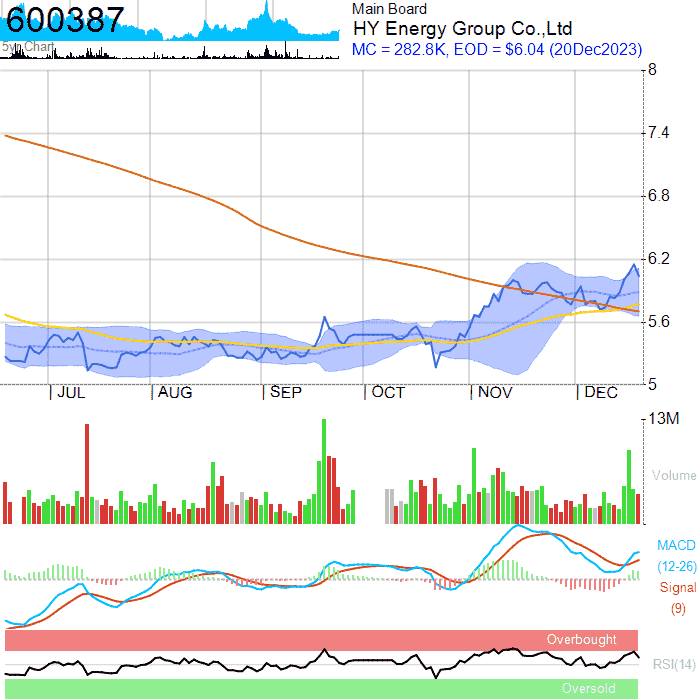 600387
5yr Chart
Main Board
HY Energy Group Co.,Ltd
MC = 282.8K, EOD = $6.04 (20Dec2023)
8
7.4
6.8
6.2
5.6
5
JUL
AUG
SEP
OCT
NOV
DEC
13M
Volume
MACD
(12-26)
Signal
(9)
Overbought
RSI(14)
Oversold